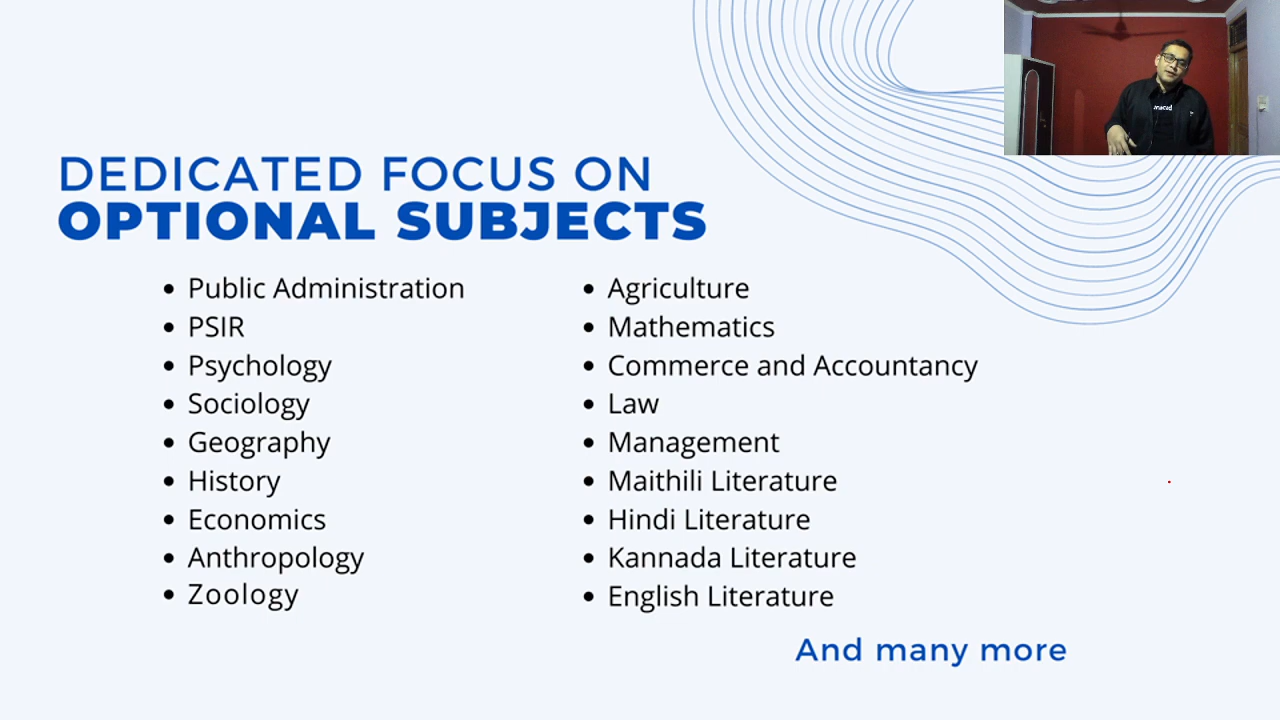 DEDICATED FOCUS ON
OPTIONAL SUBJECTS
Public Administration
PSIR
Psychology
Sociology
Geography
History
Economics
Anthropology
Zoology
Agriculture
Mathematics
Commerce and Accountancy
Law
Management
Maithili Literature
Hindi Literature
Kannada Literature
English Literature
And many more